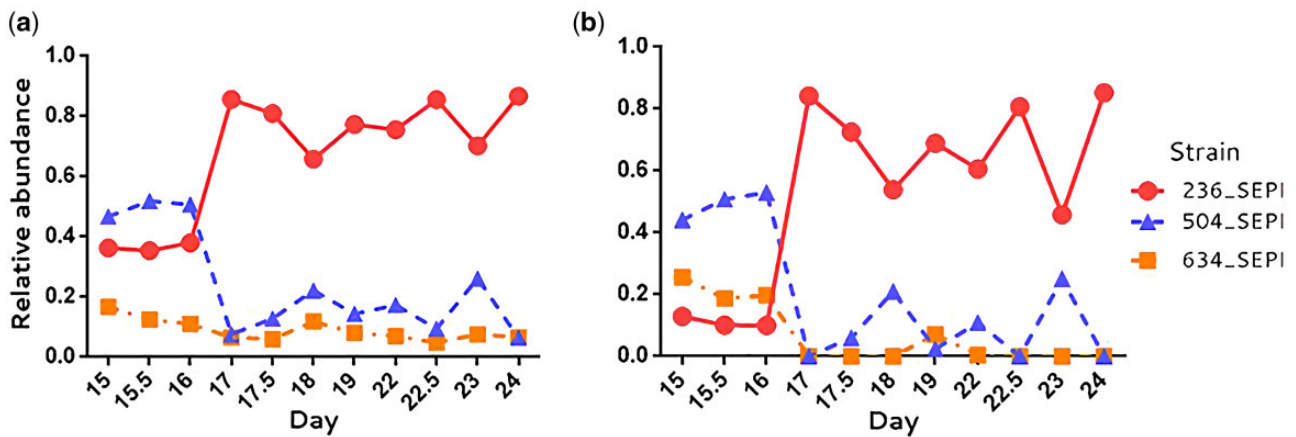 (a)
Relative abundance
1.0
0.8
0.6
0.4
0.2
0.0
15 15.5 16 17 17.5 18 19 22 22.5 23 24
Day
(b)
1.0
0.8
0.6
0.4
0.2
0.0
15 15.5 16 17 17.5 18 19 22 22.5 23 24
Day
Strain
236_SEPI
504_SEPI
634_SEPI